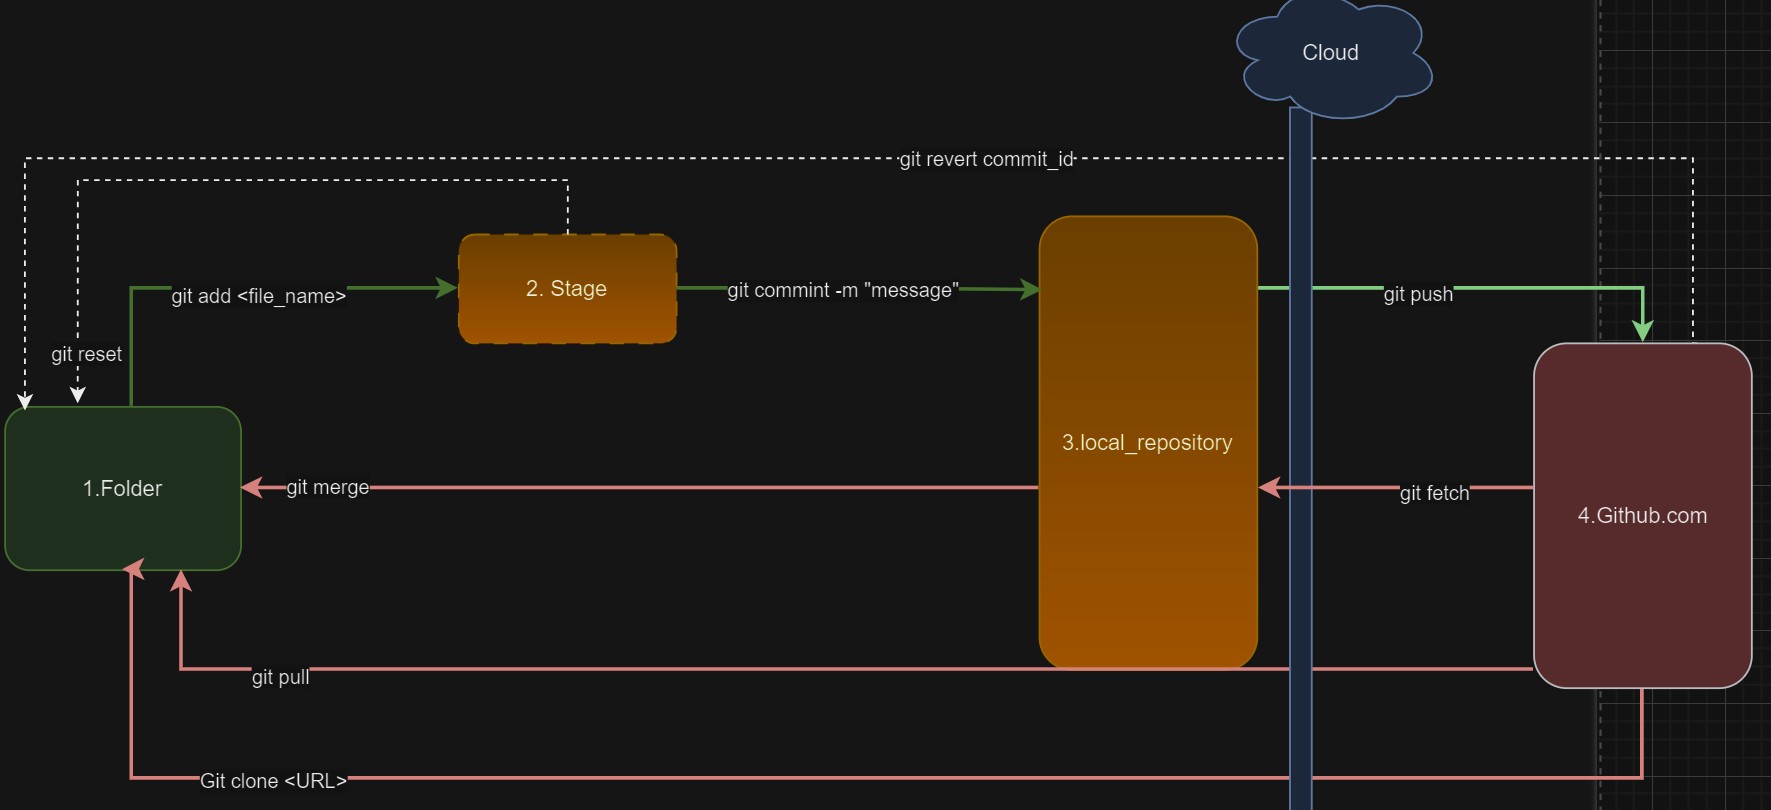 Cloud
git revert commit_id
2. Stage
git add <file_name>
git commint -m "message"
git push
git reset
3.local_repository
1.Folder
git merge
git fetch
4.Github.com
git pull
Git clone <URL>